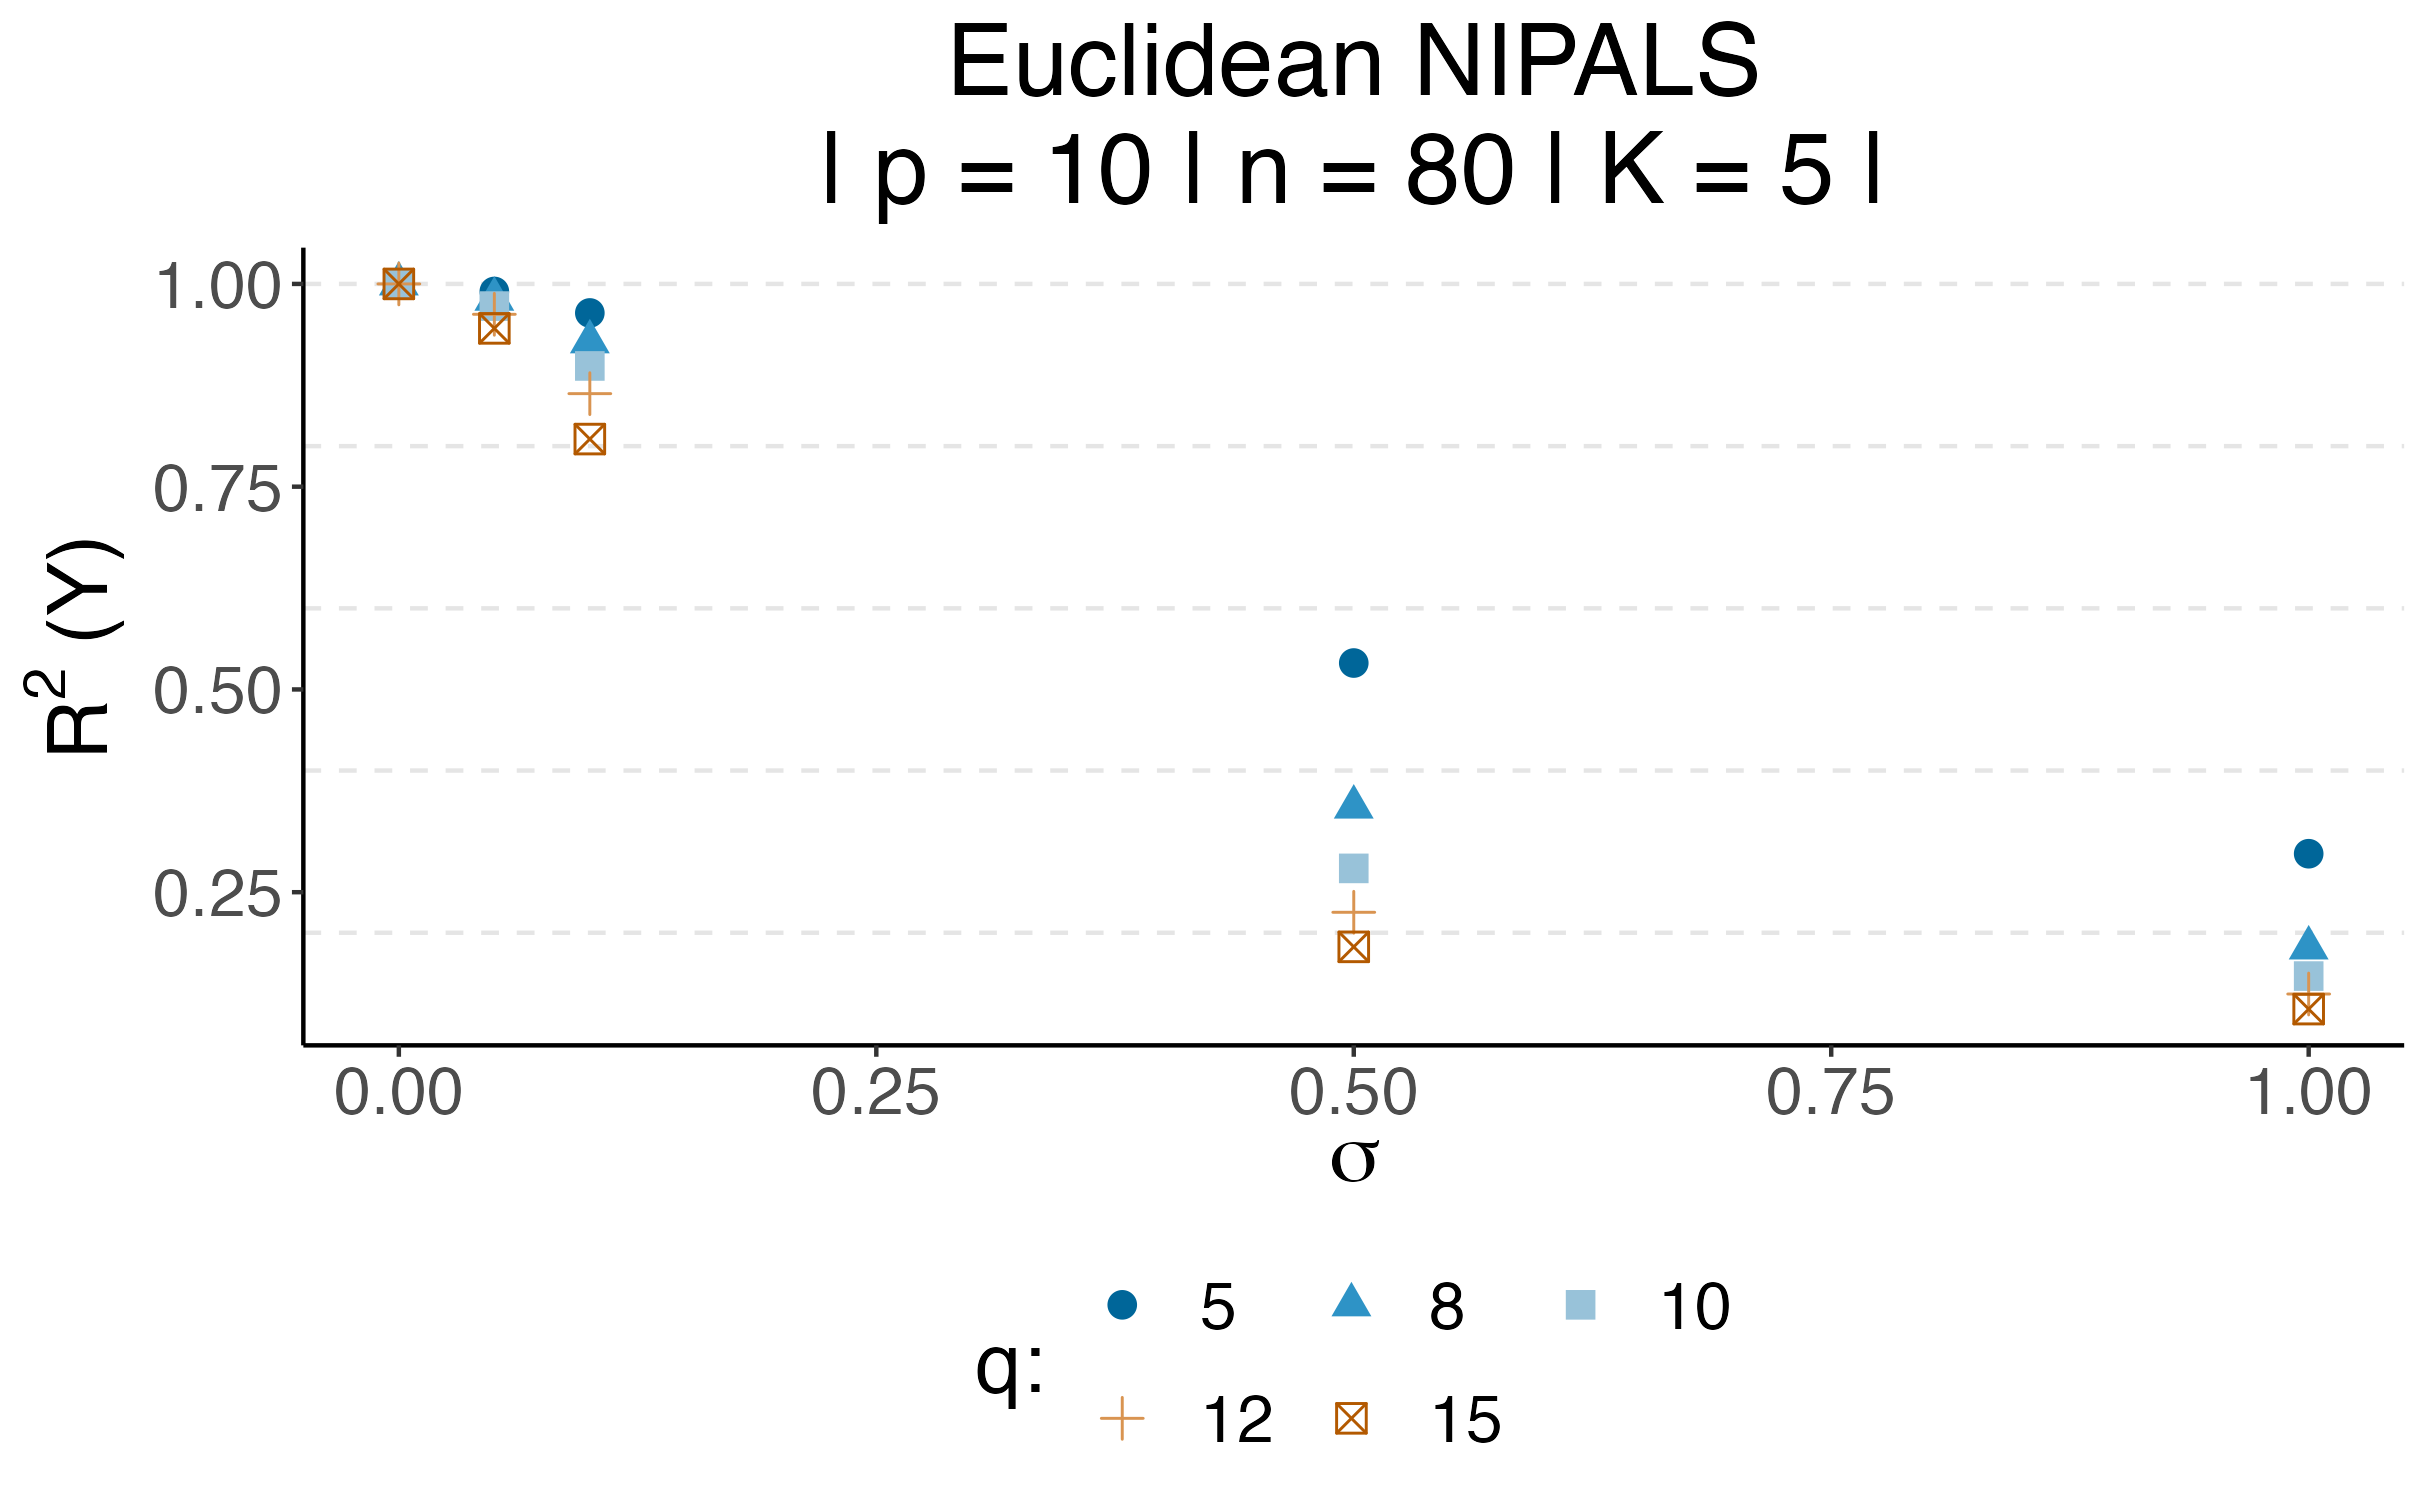 Euclidean NIPALS
| p = 10 | n = 80 | K = 5 |
R² (Y)
1.00
0.75
0.50
0.25
0.00 0.25 0.50 0.75 1.00
σ
q:
5 8 10
12 15